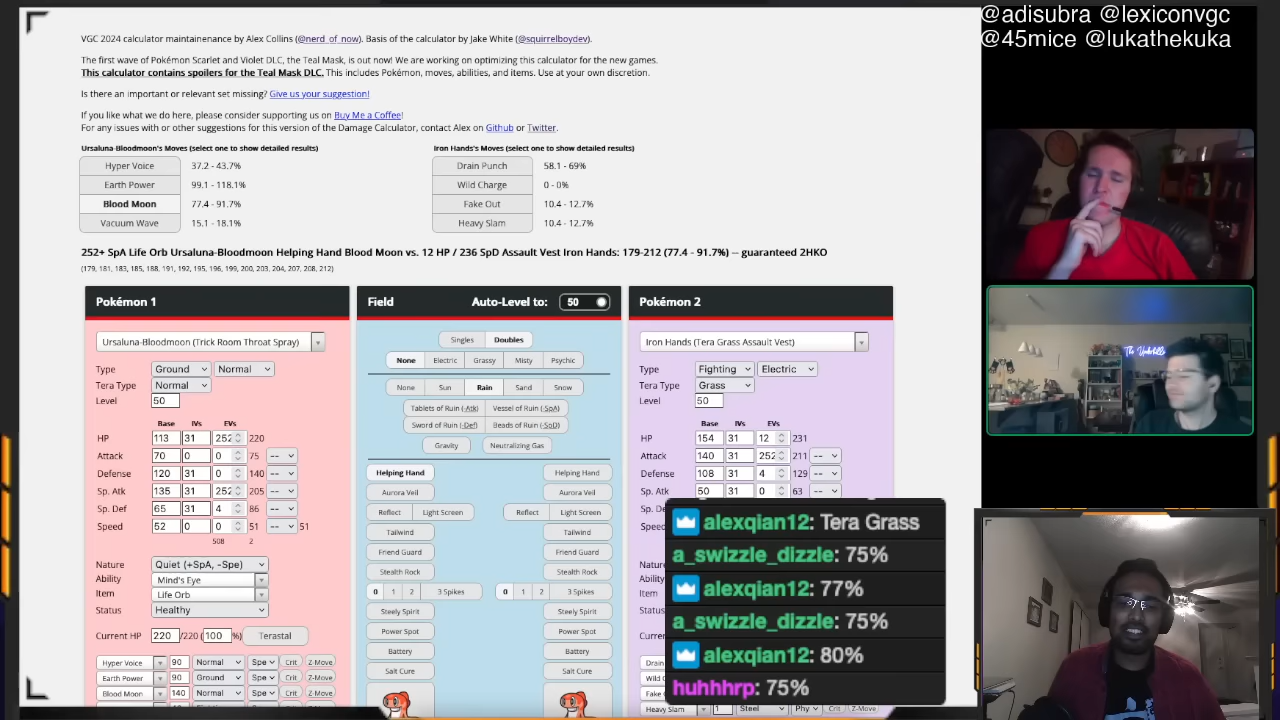 @adisubra @lexiconvgc
@45mice @lukathekuka
VGC 2024 calculator maintainenance by Alex Collins (@nerd_of_now). Basis of the calculator by Jake White (@squirrelboydev).
The first wave of Pokémon Scarlet and Violet DLC, the Teal Mask, is out now! We are working on optimizing this calculator for the new games.
This calculator contains spoilers for the Teal Mask DLC. This includes Pokémon, moves, abilities, and items. Use at your own discretion.
Is there an important or relevant set missing? Give us your suggestion!
If you like what we do here, please consider supporting us on Buy Me a Coffee!
For any issues with or other suggestions for this version of the Damage Calculator, contact Alex on Github or Twitter.
Ursaluna-Bloodmoon's Moves (select one to show detailed results)
Hyper Voice 37.2 - 43.7%
Earth Power 99.1 - 118.1%
Blood Moon 77.4 - 91.7%
Vacuum Wave 15.1 - 18.1%
Iron Hands's Moves (select one to show detailed results)
Drain Punch 58.1 - 69%
Wild Charge 0 - 0%
Fake Out 10.4 - 12.7%
Heavy Slam 10.4 - 12.7%
252+ SpA Life Orb Ursaluna-Bloodmoon Helping Hand Blood Moon vs. 12 HP / 236 SpD Assault Vest Iron Hands: 179-212 (77.4 - 91.7%) -- guaranteed 2HKO
(179, 181, 183, 185, 188, 191, 192, 195, 196, 199, 200, 203, 204, 207, 208, 212)
Pokémon 1
Ursaluna-Bloodmoon (Trick Room Throat Spray)
Type Ground Normal
Tera Type Normal
Level 50
Base IVs EVs
HP 113 31 252 220
Attack 70 0 0 75 --
Defense 120 31 0 140 --
Sp. Atk 135 31 252 205 --
Sp. Def 65 31 4 86 --
Speed 52 0 0 51 -- 51
508 2
Nature Quiet (+SpA, -Spe)
Ability Mind's Eye
Item Life Orb
Status Healthy
Current HP 220 /220 (100 %) Terastal
Hyper Voice 90 Normal Spe Crit Z-Move
Earth Power 90 Ground Spe Crit Z-Move
Blood Moon 140 Normal Spe Crit Z-Move
Field Auto-Level to: 50
Singles Doubles
None Electric Grassy Misty Psychic
None Sun Rain Sand Snow
Tablets of Ruin (-Atk) Vessel of Ruin (-SpA)
Sword of Ruin (-Def) Beads of Ruin (-SpD)
Gravity Neutralizing Gas
Helping Hand Helping Hand
Aurora Veil Aurora Veil
Reflect Light Screen Reflect Light Screen
Tailwind Tailwind
Friend Guard Friend Guard
Stealth Rock Stealth Rock
0 1 2 3 Spikes 0 1 2 3 Spikes
Steely Spirit Steely Spirit
Power Spot Power Spot
Battery Battery
Salt Cure Salt Cure
Pokémon 2
Iron Hands (Tera Grass Assault Vest)
Type Fighting Electric
Tera Type Grass
Level 50
Base IVs EVs
HP 154 31 12 231
Attack 140 31 252 211 --
Defense 108 31 4 129 --
Sp. Atk 50 31 0 63 --
Sp. De
Speed
Nature
Ability
Item
Status
Curre
Drain
Wild C
Fake O
Heavy Slam 1 Steel Phy Crit Z-Move
alexqian12: Tera Grass
a_swizzle_dizzle: 75%
alexqian12: 77%
a_swizzle_dizzle: 75%
alexqian12: 80%
huhhhrp: 75%
The Underbills